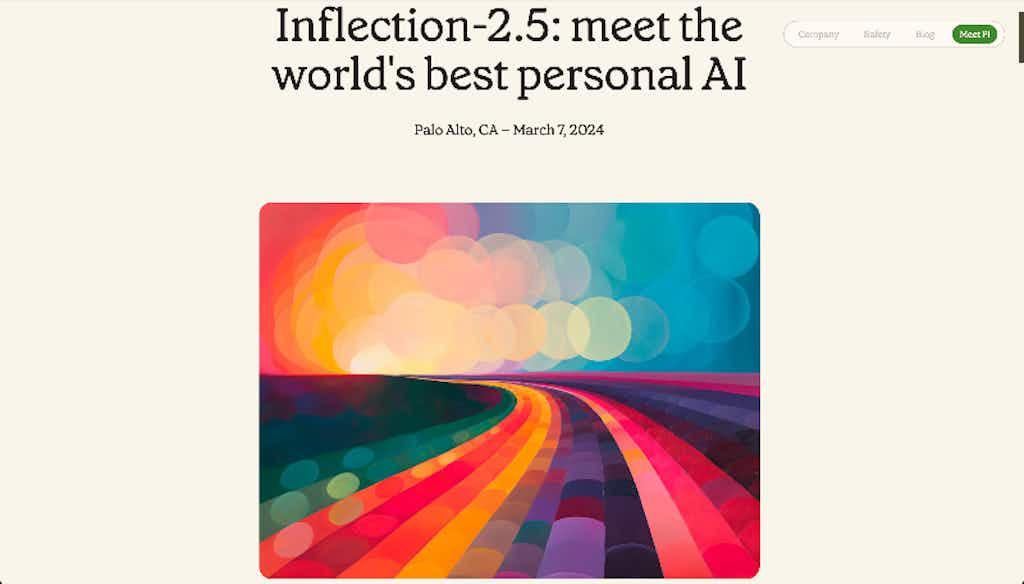 Inflection-2.5: meet the
world's best personal AI
Company Safety Blog Meet Pi
Palo Alto, CA – March 7, 2024